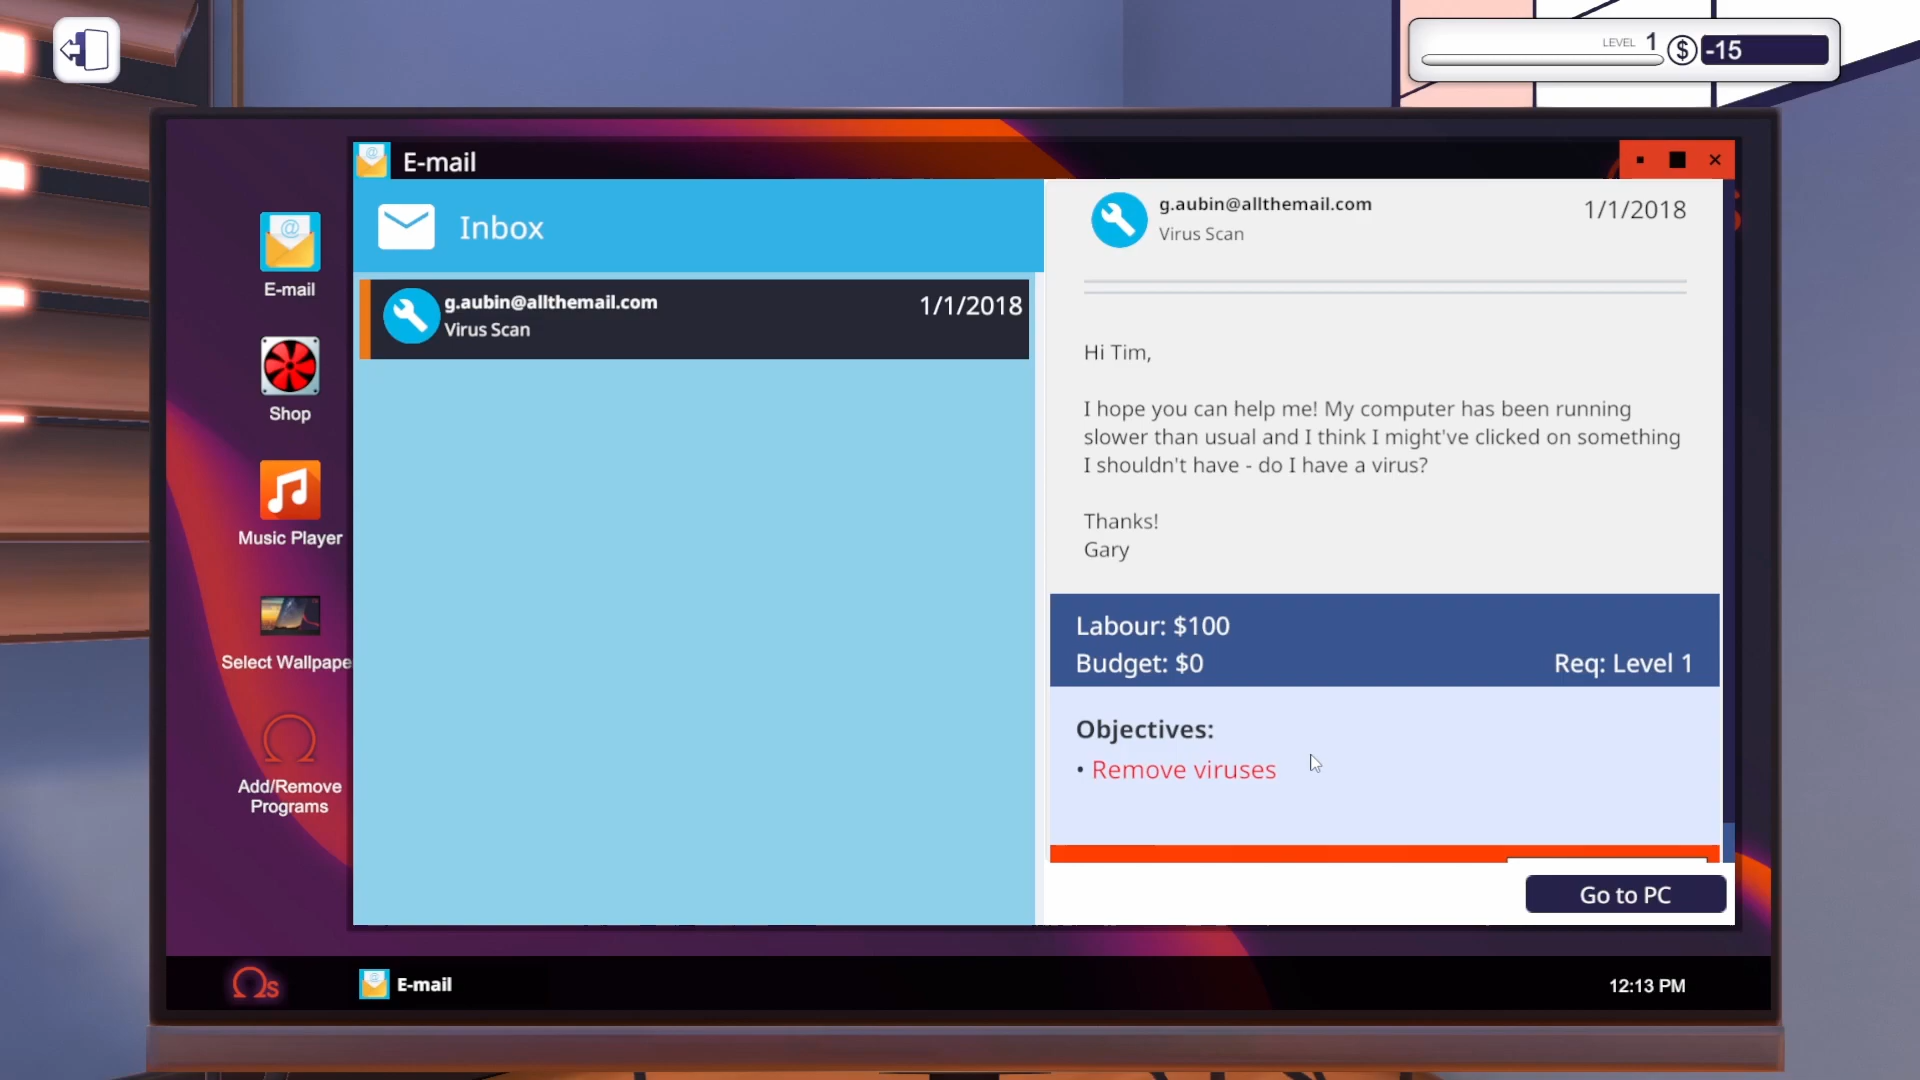 LEVEL 1
$ -15
E-mail
Inbox
g.aubin@allthemail.com
1/1/2018
Virus Scan
g.aubin@allthemail.com
1/1/2018
Virus Scan
Hi Tim,
I hope you can help me! My computer has been running
slower than usual and I think I might've clicked on something
I shouldn't have - do I have a virus?
Thanks!
Gary
Labour: $100
Budget: $0
Req: Level 1
Objectives:
• Remove viruses
Go to PC
E-mail
Shop
Music Player
Select Wallpape
Add/Remove
Programs
Ωs
E-mail
12:13 PM